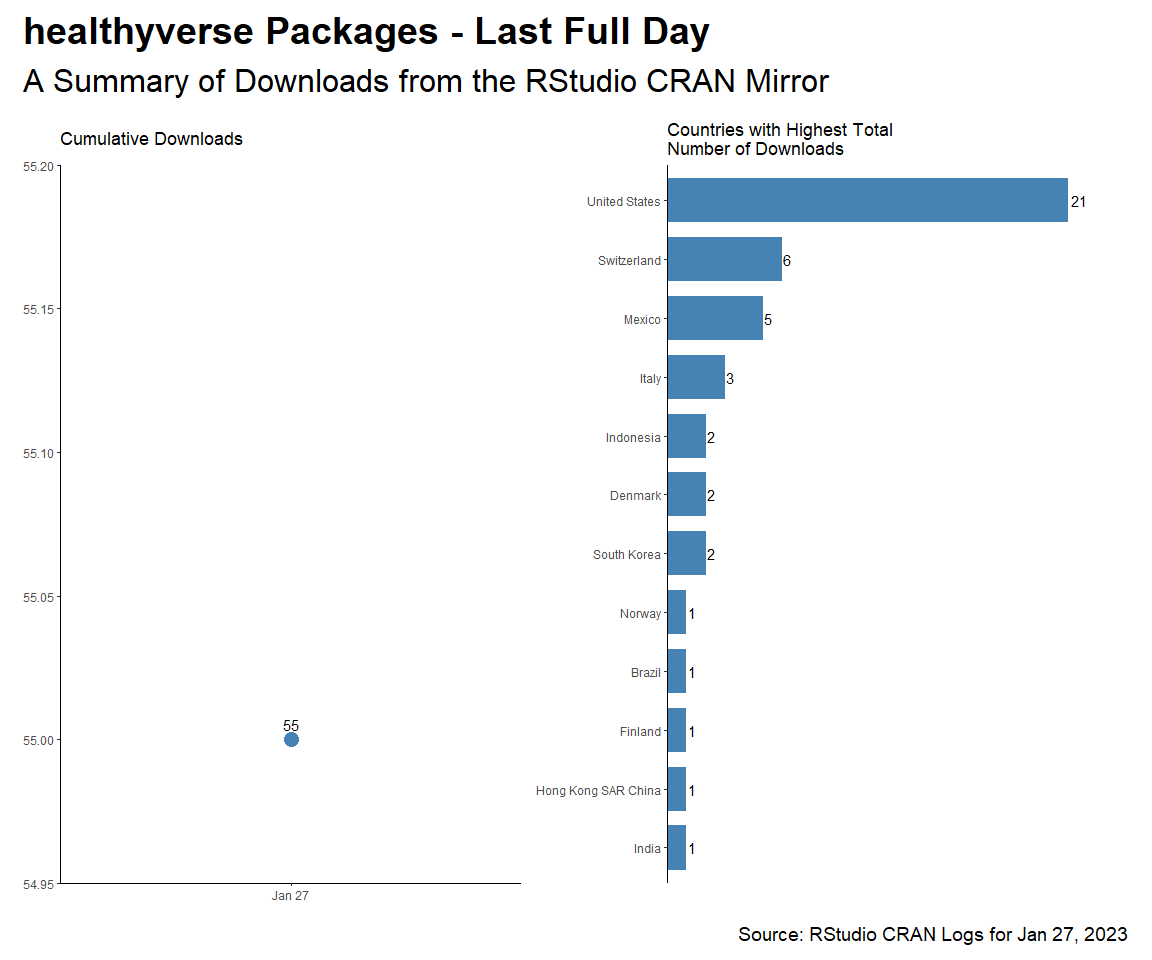 healthyverse Packages - Last Full Day
A Summary of Downloads from the RStudio CRAN Mirror
Cumulative Downloads
55.20
55.15
55.10
55.05
55.00
54.95
55
Jan 27
Countries with Highest Total
Number of Downloads
United States 21
Switzerland 6
Mexico 5
Italy 3
Indonesia 2
Denmark 2
South Korea 2
Norway 1
Brazil 1
Finland 1
Hong Kong SAR China 1
India 1
Source: RStudio CRAN Logs for Jan 27, 2023